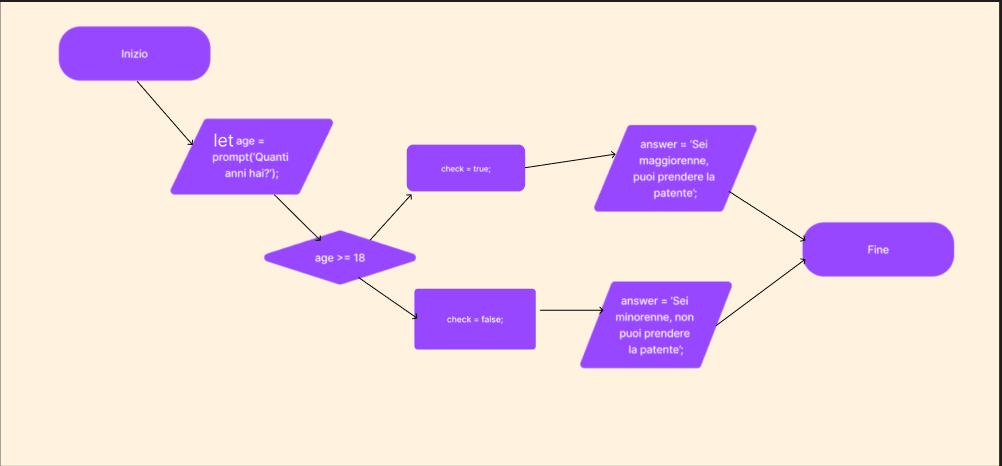 Inizio
let age =
prompt('Quanti
anni hai?');
age >= 18
check = true;
answer = 'Sei
maggiorenne,
puoi prendere la
patente';
check = false;
answer = 'Sei
minorenne, non
puoi prendere
la patente';
Fine